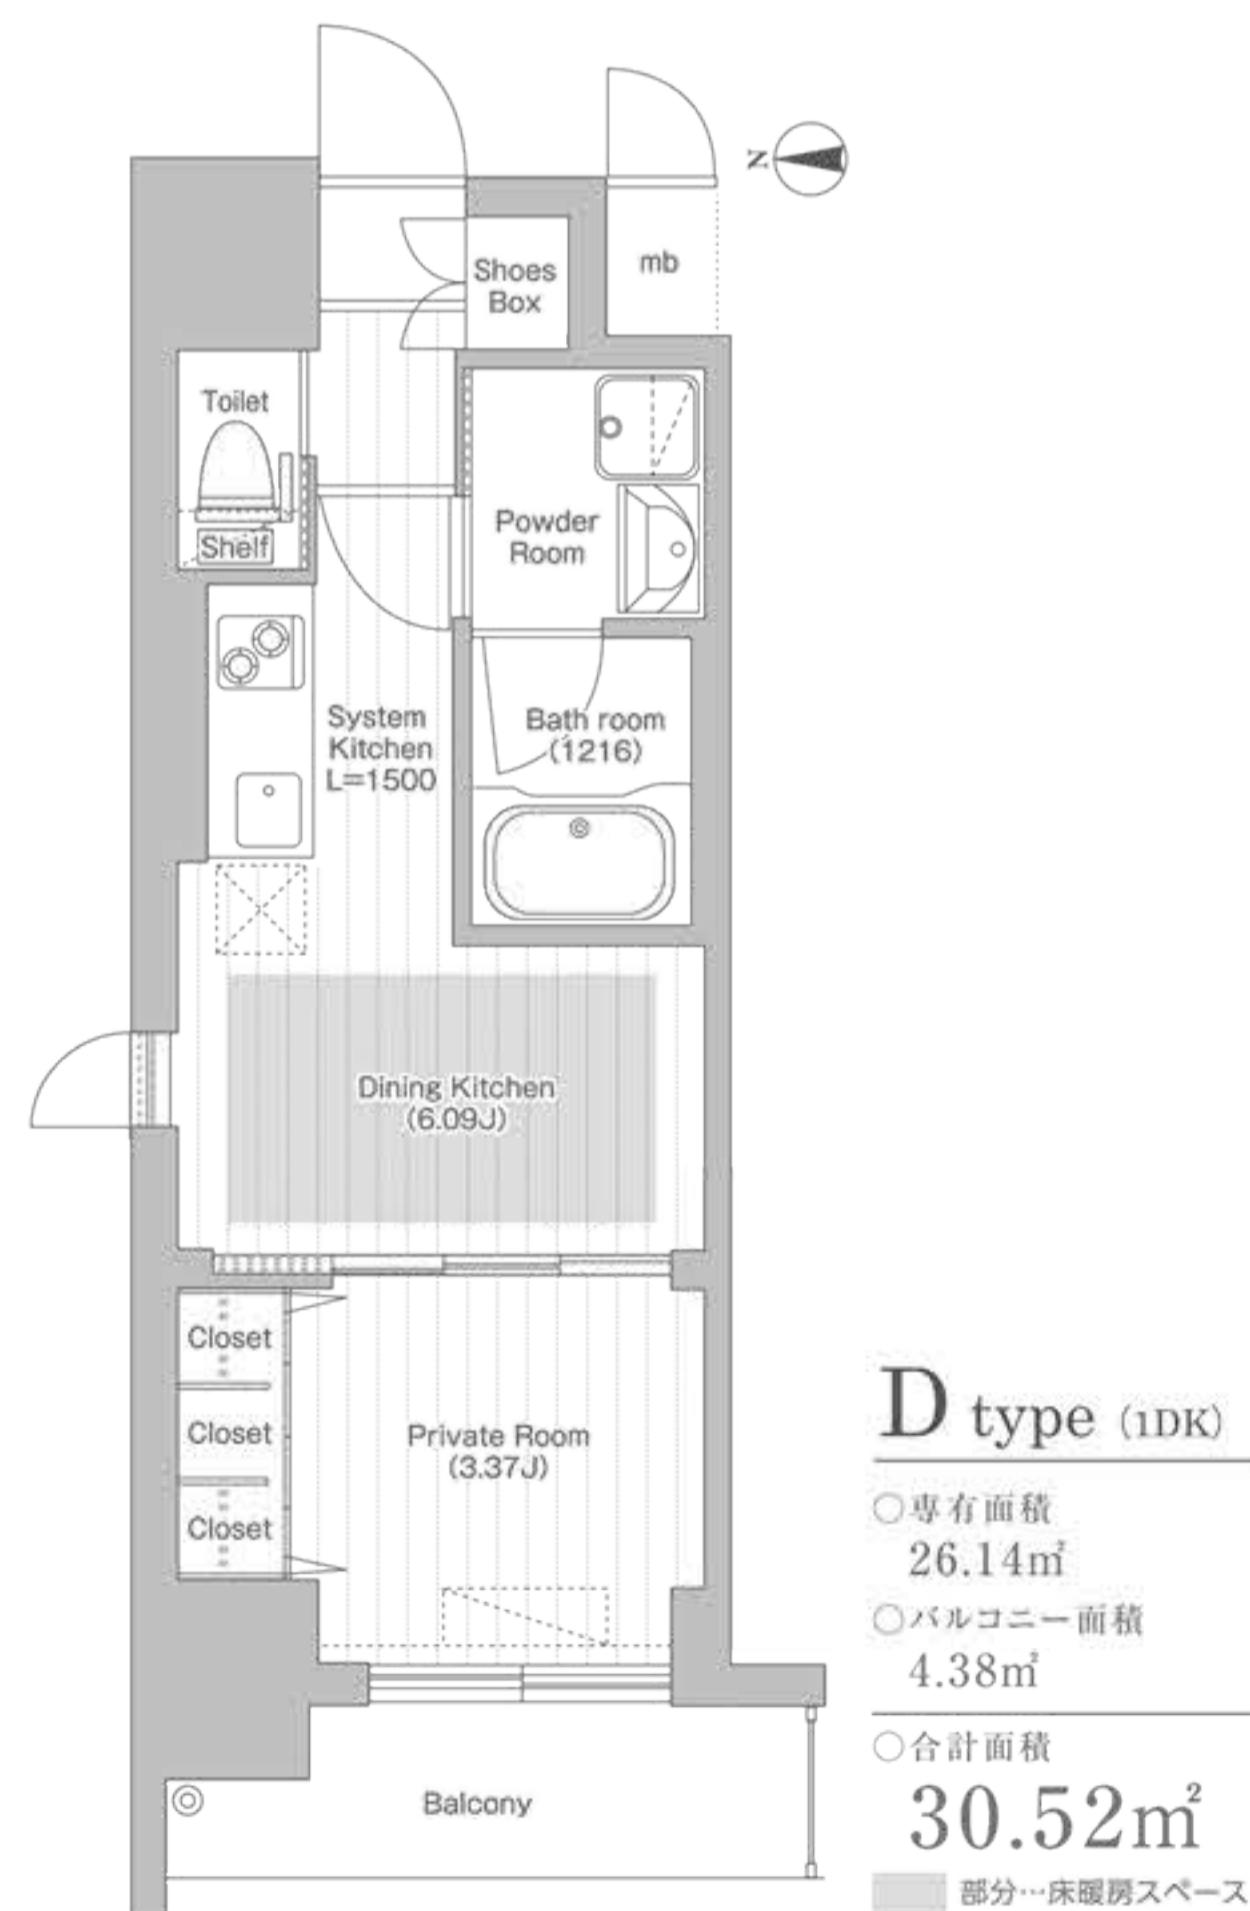 N
mb
Shoes
Box
Toilet
Shelf
Powder
Room
System
Kitchen
L=1500
Bath room
(1216)
Dining Kitchen
(6.09J)
Closet
Closet
Closet
Private Room
(3.37J)
Balcony
D type (1DK)
○専有面積
26.14㎡
○バルコニー面積
4.38㎡
○合計面積
30.52㎡
部分…床暖房スペース